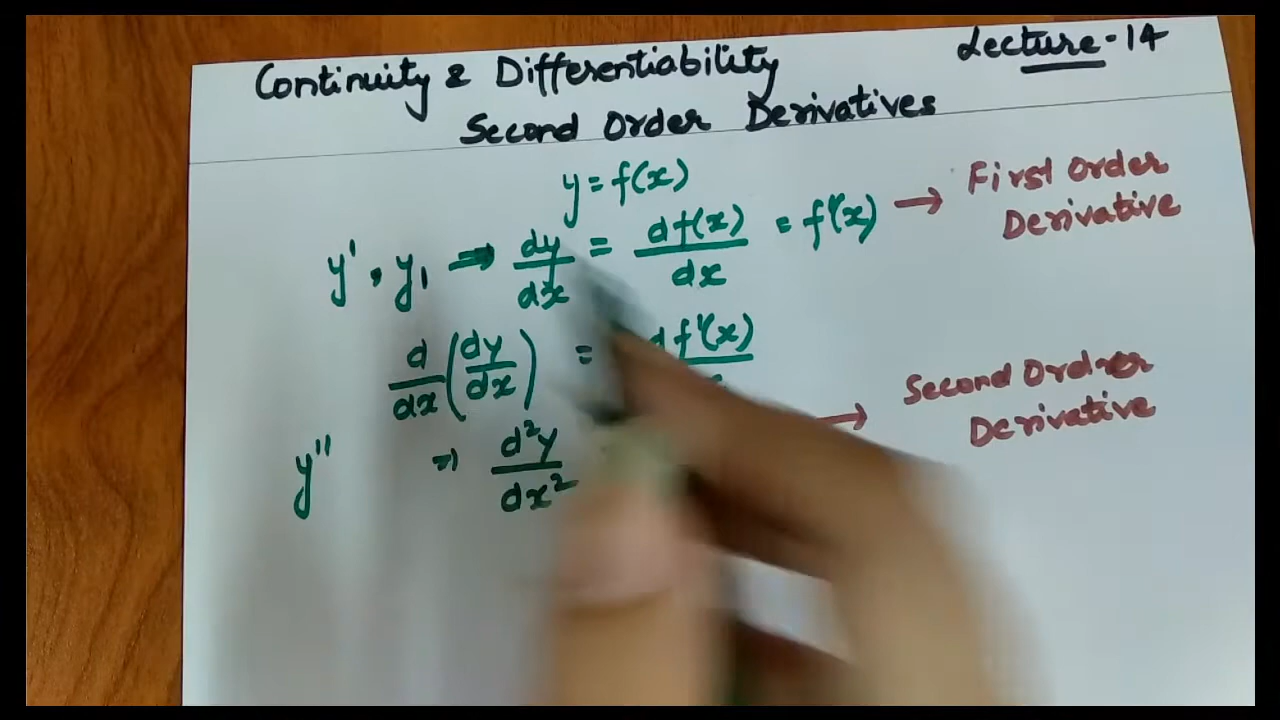 Continuity & Differentiability Lecture-14
Second Order Derivatives
y = f(x)
y', y₁ ⇒ dy/dx = df(x)/dx = f'(x) → First Order Derivative
d/dx (dy/dx) = df'(x)
y'' ⇒ d²y/dx² → Second Order Derivative